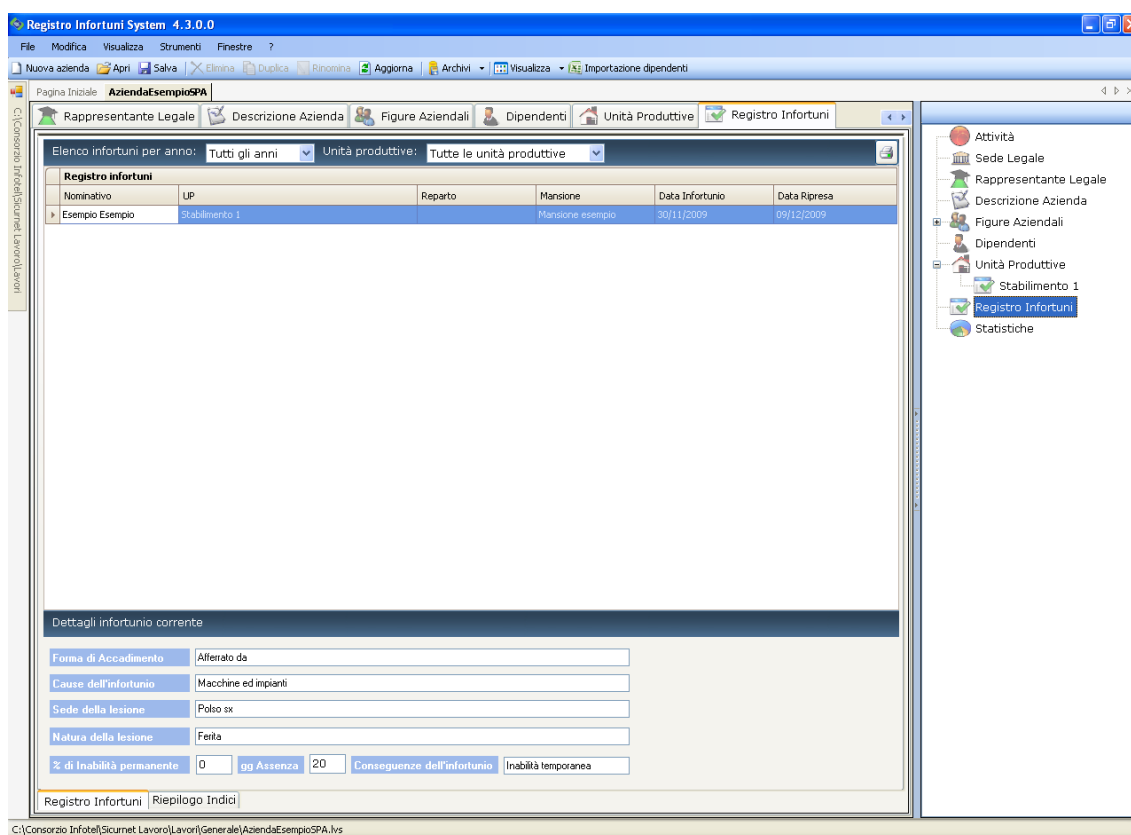 Registro Infortuni System 4.3.0.0
File Modifica Visualizza Strumenti Finestre ?
Nuova azienda Apri Salva Elimina Duplica Rinomina Aggiorna Archivi Visualizza Importazione dipendenti
Pagina Iniziale AziendaEsempioSPA
C:\Consorzio Infotel\Sicurnet Lavoro\Lavori
Rappresentante Legale Descrizione Azienda Figure Aziendali Dipendenti Unità Produttive Registro Infortuni
Elenco infortuni per anno: Tutti gli anni Unità produttive: Tutte le unità produttive
Registro infortuni
Nominativo UP Reparto Mansione Data Infortunio Data Ripresa
Esempio Esempio Stabilimento 1 Mansione esempio 30/11/2009 09/12/2009
Dettagli infortunio corrente
Forma di Accadimento Afferrato da
Cause dell'infortunio Macchine ed impianti
Sede della lesione Polso sx
Natura della lesione Ferita
% di Inabilità permanente 0 gg Assenza 20 Conseguenze dell'infortunio Inabilità temporanea
Registro Infortuni Riepilogo Indici
Attività
Sede Legale
Rappresentante Legale
Descrizione Azienda
Figure Aziendali
Dipendenti
Unità Produttive
Stabilimento 1
Registro Infortuni
Statistiche
C:\Consorzio Infotel\Sicurnet Lavoro\Lavori\Generale\AziendaEsempioSPA.lvs